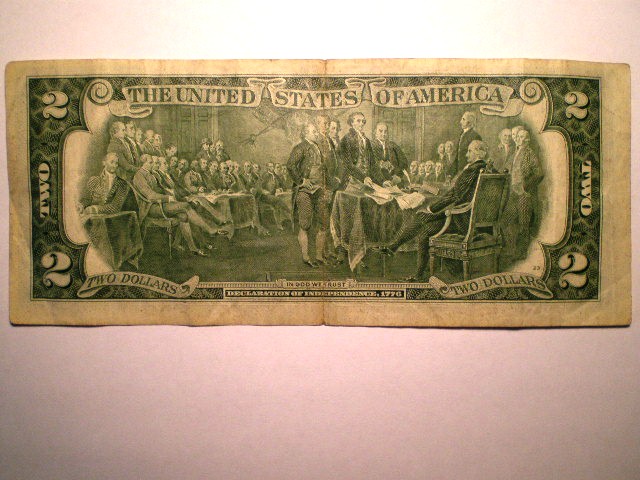 THE UNITED STATES OF AMERICA
2 2
TWO TWO
2 2
TWO DOLLARS IN GOD WE TRUST TWO DOLLARS
DECLARATION OF INDEPENDENCE, 1776